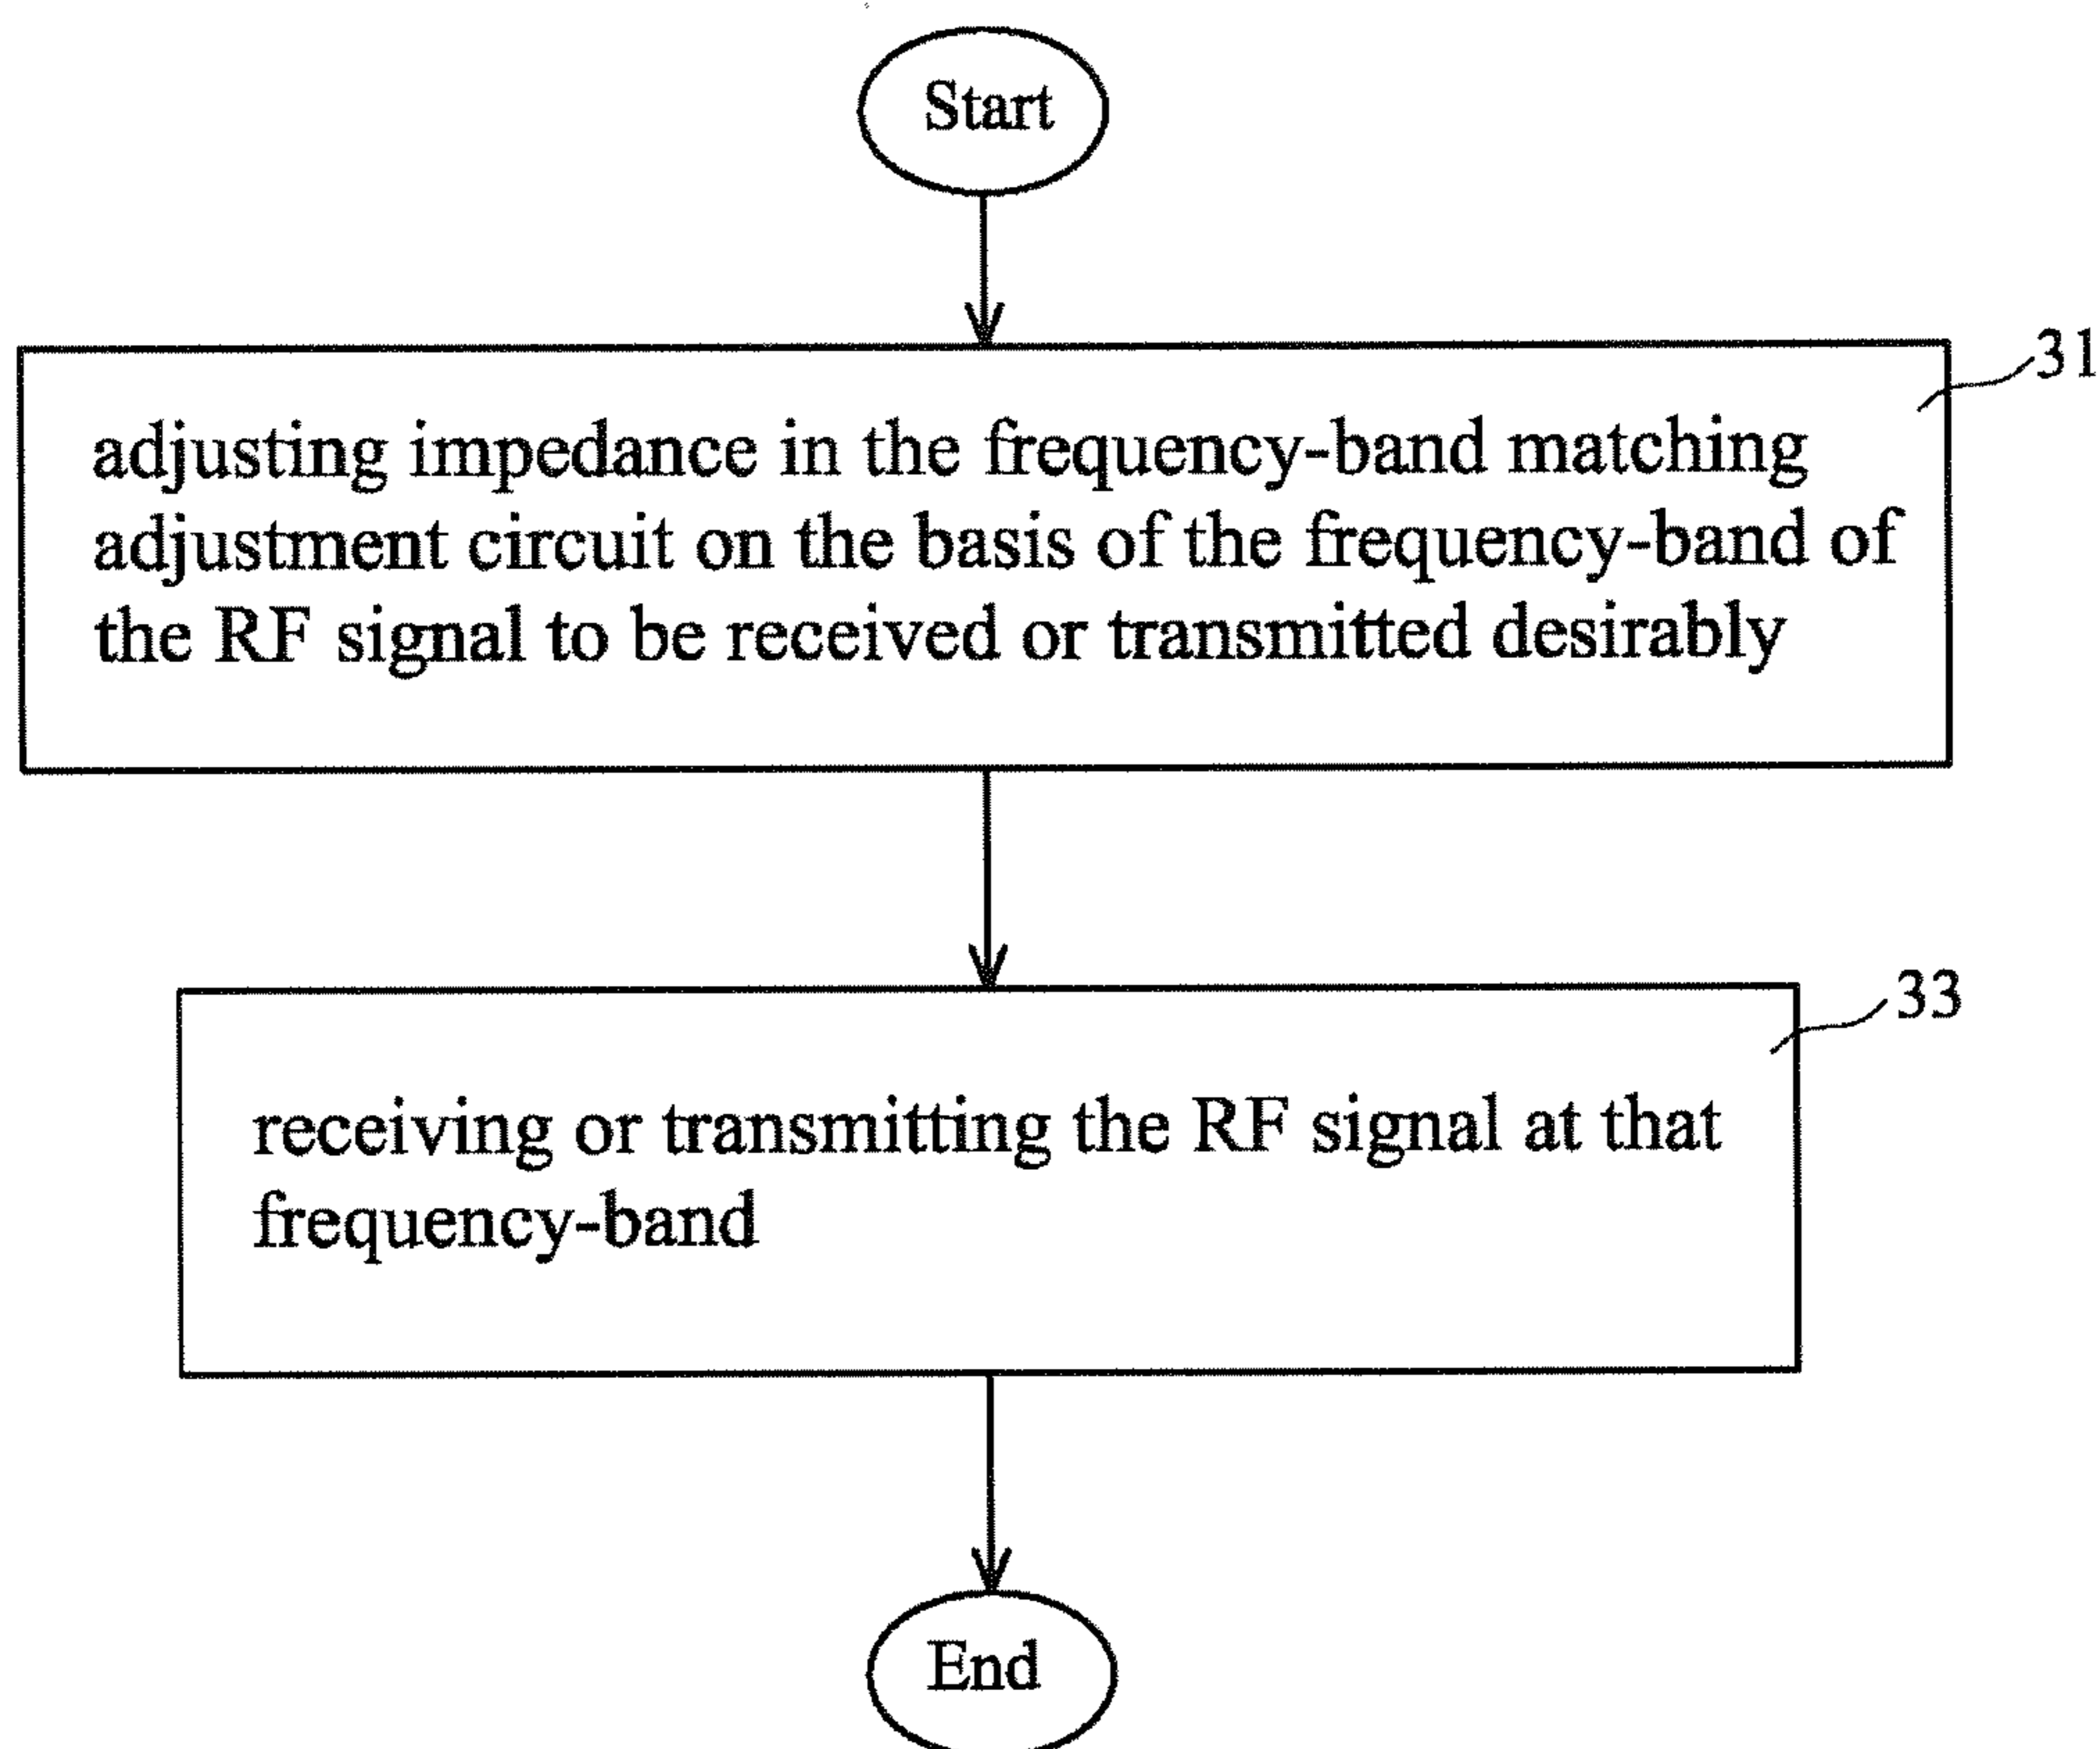 Start
31
adjusting impedance in the frequency-band matching
adjustment circuit on the basis of the frequency-band of
the RF signal to be received or transmitted desirably
33
receiving or transmitting the RF signal at that
frequency-band
End